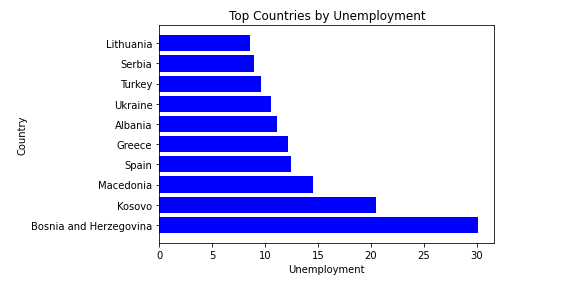 Top Countries by Unemployment
Country
Lithuania
Serbia
Turkey
Ukraine
Albania
Greece
Spain
Macedonia
Kosovo
Bosnia and Herzegovina
0 5 10 15 20 25 30
Unemployment